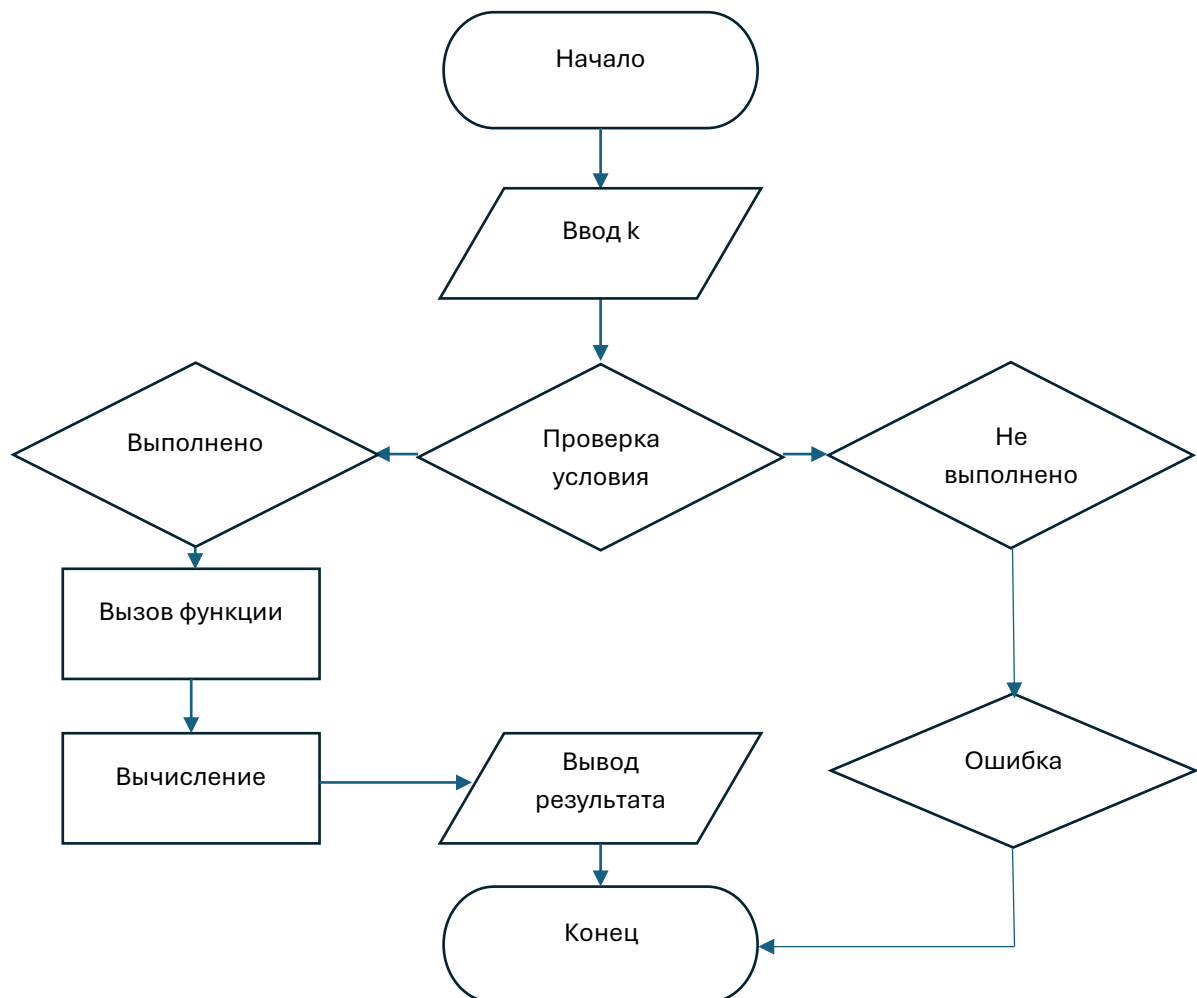 Начало
Ввод k
Выполнено
Проверка
условия
Не
выполнено
Вызов функции
Вычисление
Вывод
результата
Ошибка
Конец